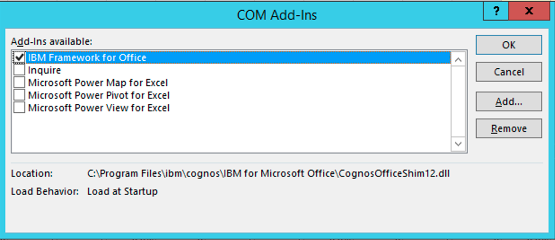 COM Add-Ins
? x
Add-Ins available:
IBM Framework for Office
Inquire
Microsoft Power Map for Excel
Microsoft Power Pivot for Excel
Microsoft Power View for Excel
OK
Cancel
Add...
Remove
Location: C:\Program Files\ibm\cognos\IBM for Microsoft Office\CognosOfficeShim12.dll
Load Behavior: Load at Startup